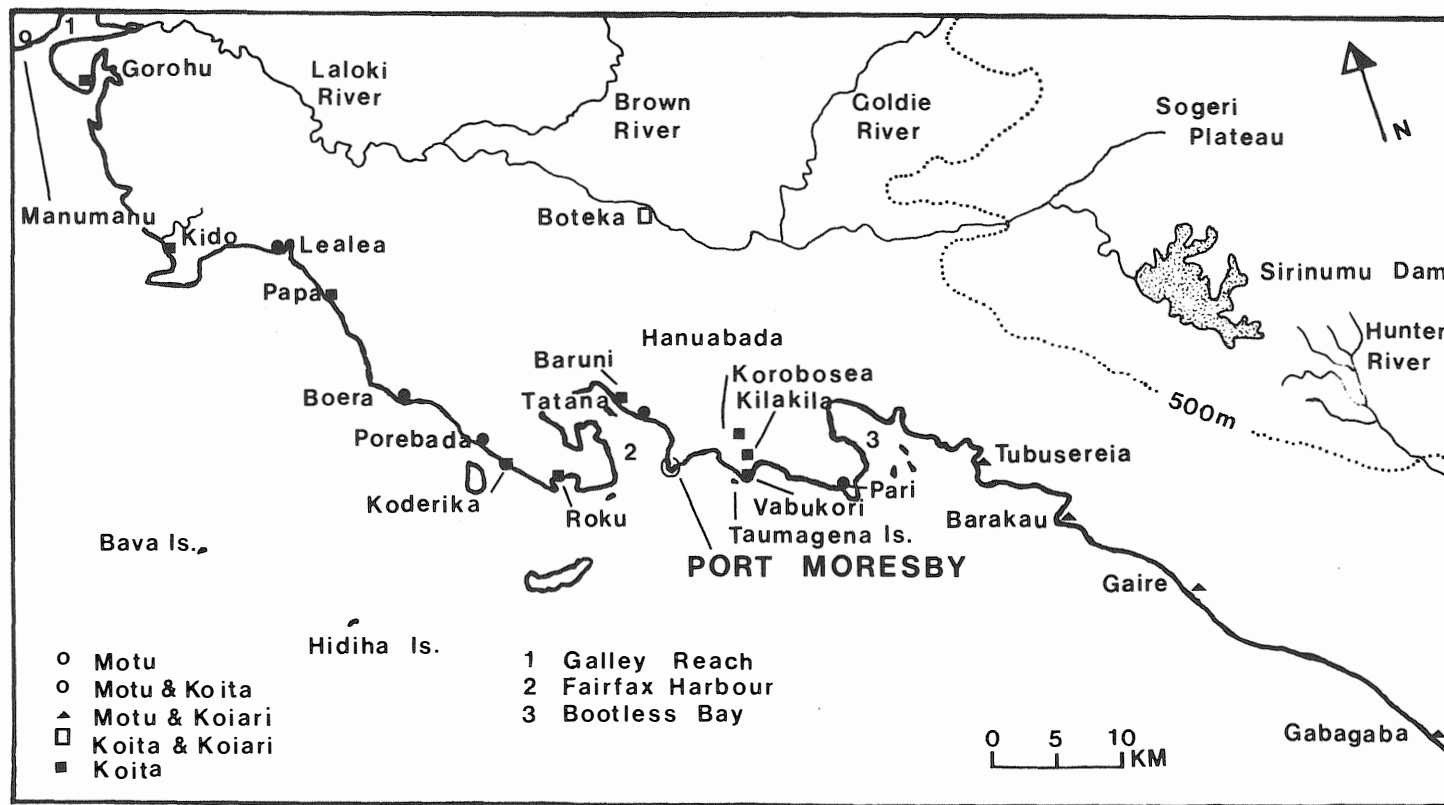 1
Gorohu
Laloki
River
Brown
River
Goldie
River
Sogeri
Plateau
N
Manumanu
Kido
Lealea
Boteka
Sirinumu Dam
Papa
Hunter
River
Hanuabada
Baruni
Korobosea
Kilakila
Boera
Tatana
500m
Porebada
2
3
Tubusereia
Koderika
Roku
Pari
Vabukori
Barakau
Taumagena Is.
Bava Is.
PORT MORESBY
Gaire
Hidiha Is.
Gabagaba
o Motu
o Motu & Koita
▲ Motu & Koiari
□ Koita & Koiari
■ Koita
1 Galley Reach
2 Fairfax Harbour
3 Bootless Bay
0 5 10
KM